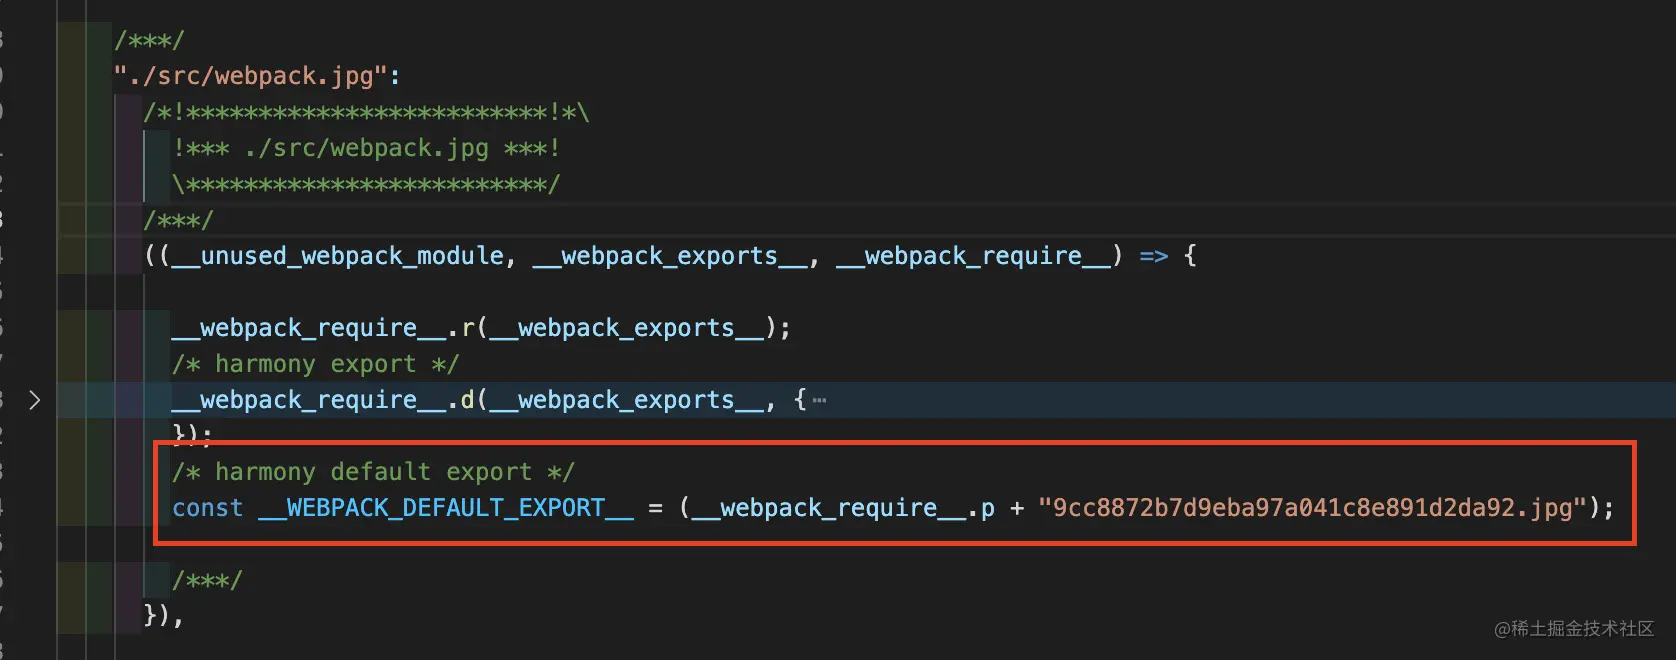 /***/
"./src/webpack.jpg":
/*!*************************!*\
!*** ./src/webpack.jpg ***!
\*************************/
/***/
((__unused_webpack_module, __webpack_exports__, __webpack_require__) => {
__webpack_require__.r(__webpack_exports__);
/* harmony export */
__webpack_require__.d(__webpack_exports__, {⋯
});
/* harmony default export */
const __WEBPACK_DEFAULT_EXPORT__ = (__webpack_require__.p + "9cc8872b7d9eba97a041c8e891d2da92.jpg");
/***/
}),
@稀土掘金技术社区